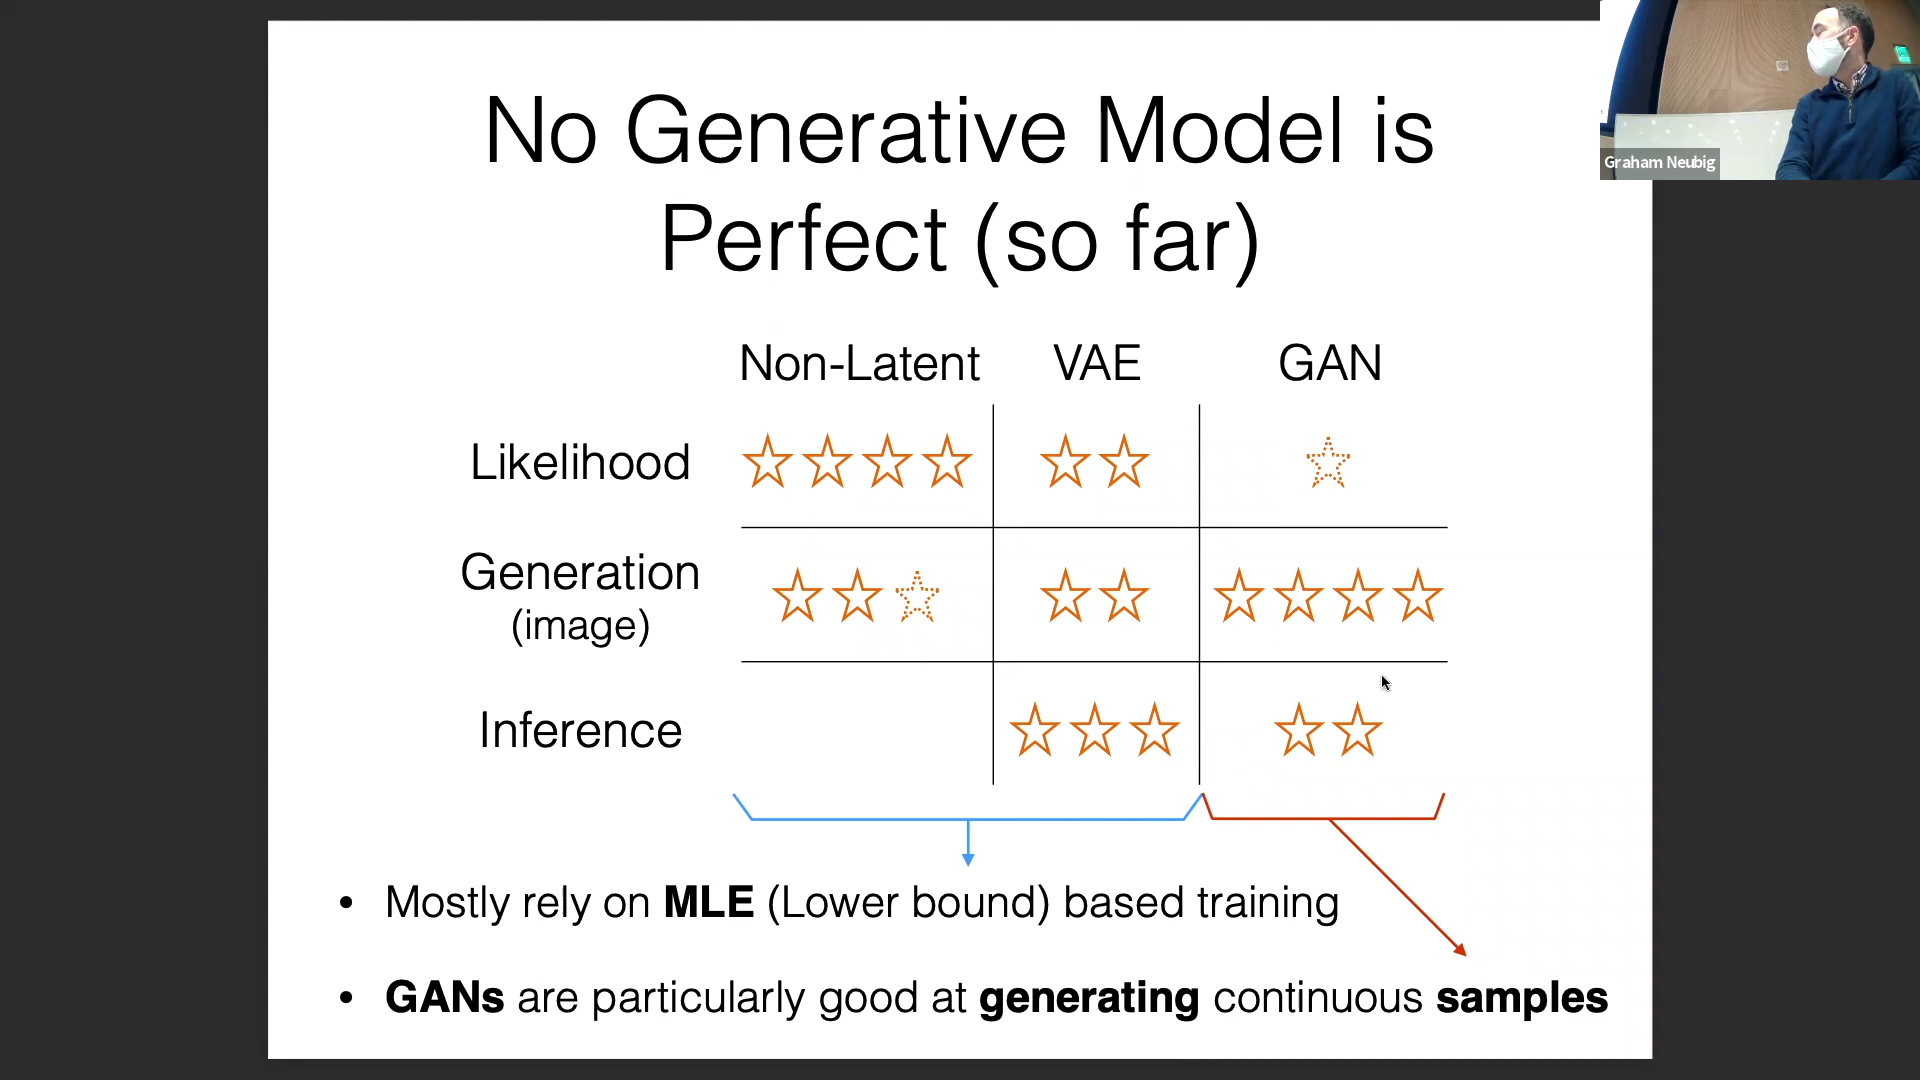 No Generative Model is
Perfect (so far)
Graham Neubig
Non-Latent VAE GAN
Likelihood
Generation
(image)
Inference
• Mostly rely on MLE (Lower bound) based training
• GANs are particularly good at generating continuous samples